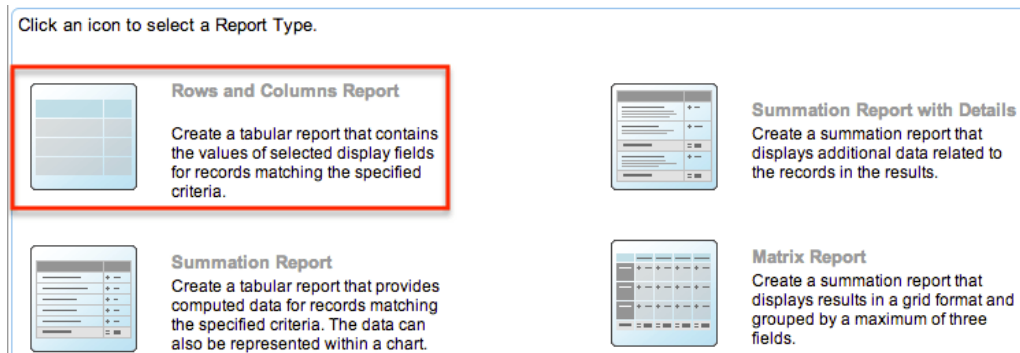 Click an icon to select a Report Type.
Rows and Columns Report
Create a tabular report that contains
the values of selected display fields
for records matching the specified
criteria.
Summation Report with Details
Create a summation report that
displays additional data related to
the records in the results.
Summation Report
Create a tabular report that provides
computed data for records matching
the specified criteria. The data can
also be represented within a chart.
Matrix Report
Create a summation report that
displays results in a grid format and
grouped by a maximum of three
fields.